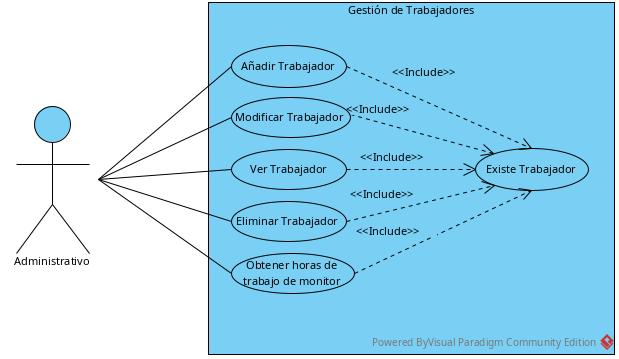 Gestión de Trabajadores
Añadir Trabajador
<<Include>>
Modificar Trabajador
<<Include>>
Ver Trabajador
<<Include>>
Existe Trabajador
Eliminar Trabajador
<<Include>>
<<Include>>
Obtener horas de
trabajo de monitor
Administrativo
Powered ByVisual Paradigm Community Edition